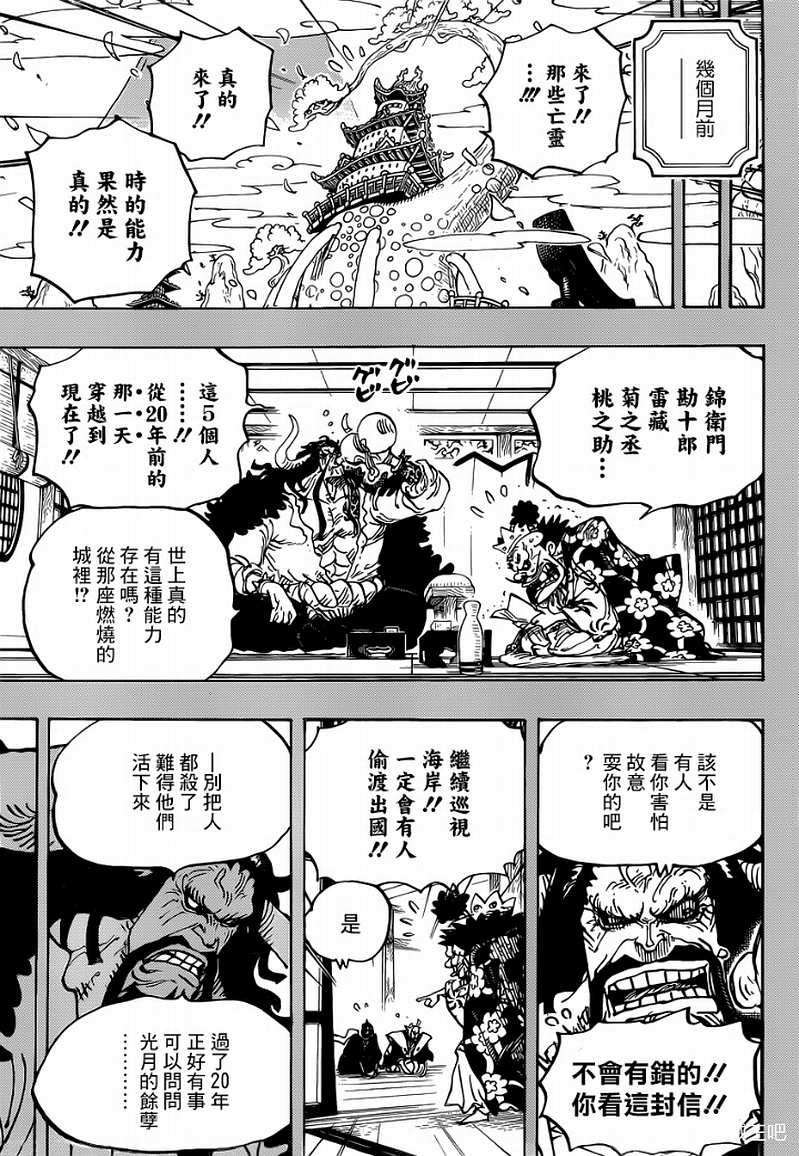 幾個月前
——
來了!!
那些亡靈
…!!!
真的
來了!!
時的能力
果然是
真的!!
錦衛門
勘十郎
雷藏
菊之丞
桃之助…
グビ
グビ
這5個人
……!!
從20年前的
那一天
穿越到
現在了!!
世上真的
有這種能力
存在嗎?
從那座燃燒的
城裡!?
該不是
有人
看你害怕
故意
耍你的吧
?
不會有錯的!!
你看這封信!!
繼續巡視
海岸!!
一定會有人
偷渡出國!!
是
—別把人
都殺了
難得他們
活下來
過了20年
正好有事
可以問問
光月的餘孽
…………
王吧